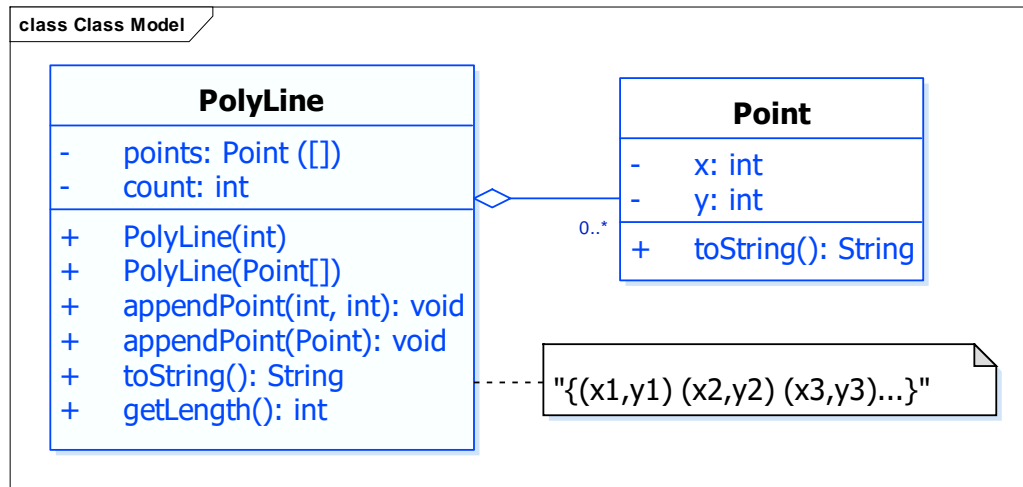 class Class Model
PolyLine
- points: Point ([])
- count: int
+ PolyLine(int)
+ PolyLine(Point[])
+ appendPoint(int, int): void
+ appendPoint(Point): void
+ toString(): String
+ getLength(): int
0..*
Point
- x: int
- y: int
+ toString(): String
"{(x1,y1) (x2,y2) (x3,y3)...}"